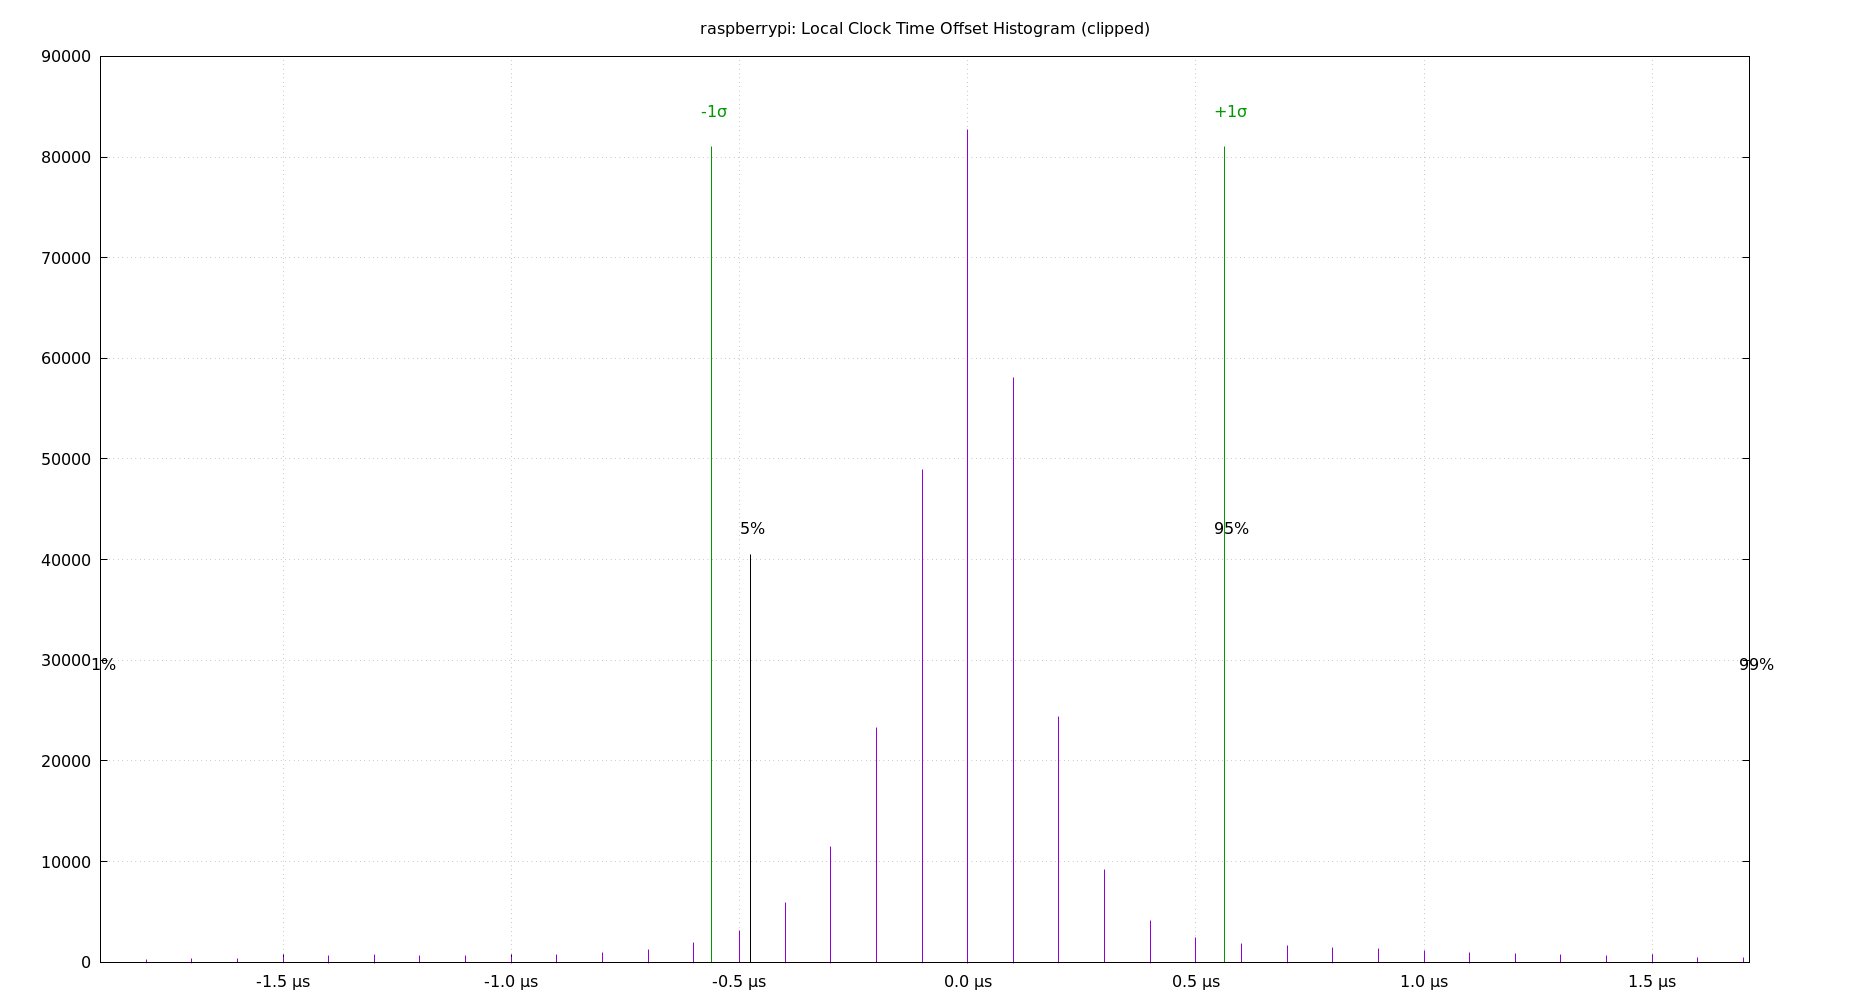 raspberrypi: Local Clock Time Offset Histogram (clipped)
90000
-1σ
+1σ
80000
70000
60000
50000
5%
95%
40000
30000
1%
99%
20000
10000
0
-1.5 µs
-1.0 µs
-0.5 µs
0.0 µs
0.5 µs
1.0 µs
1.5 µs